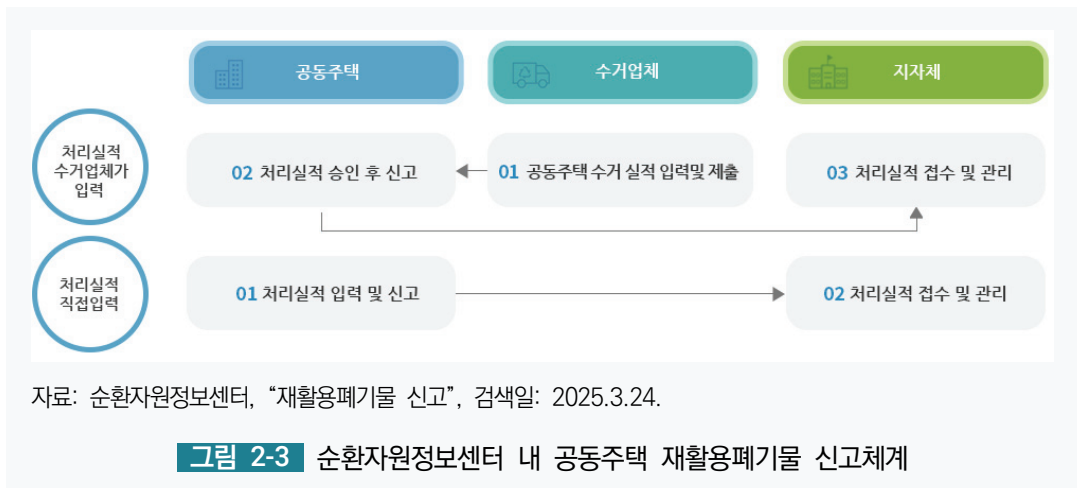 공동주택
수거업체
지자체
처리실적
수거업체가
입력
02 처리실적 승인 후 신고
01 공동주택 수거 실적 입력및 제출
03 처리실적 접수 및 관리
처리실적
직접입력
01 처리실적 입력 및 신고
02 처리실적 접수 및 관리
자료: 순환자원정보센터, “재활용폐기물 신고”, 검색일: 2025.3.24.
그림 2-3 순환자원정보센터 내 공동주택 재활용폐기물 신고체계